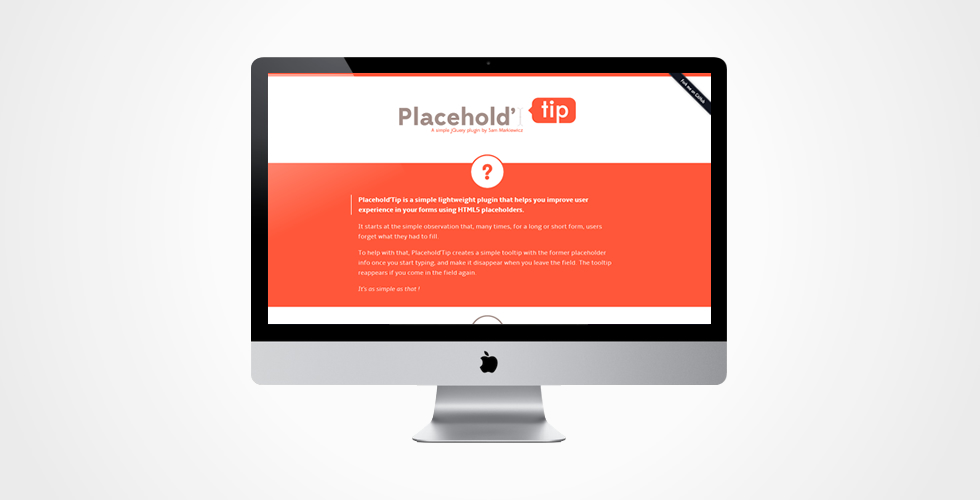 Fork me on GitHub
Placehold'
tip
A simple jQuery plugin by Sam Markiewicz
Placehold'Tip is a simple lightweight plugin that helps you improve user
experience in your forms using HTML5 placeholders.
It starts at the simple observation that, many times, for a long or short form, users
forget what they had to fill.
To help with that, Placehold'Tip creates a simple tooltip with the former placeholder
info once you start typing, and make it disappear when you leave the field. The tooltip
reappears if you come in the field again.
It's as simple as that !